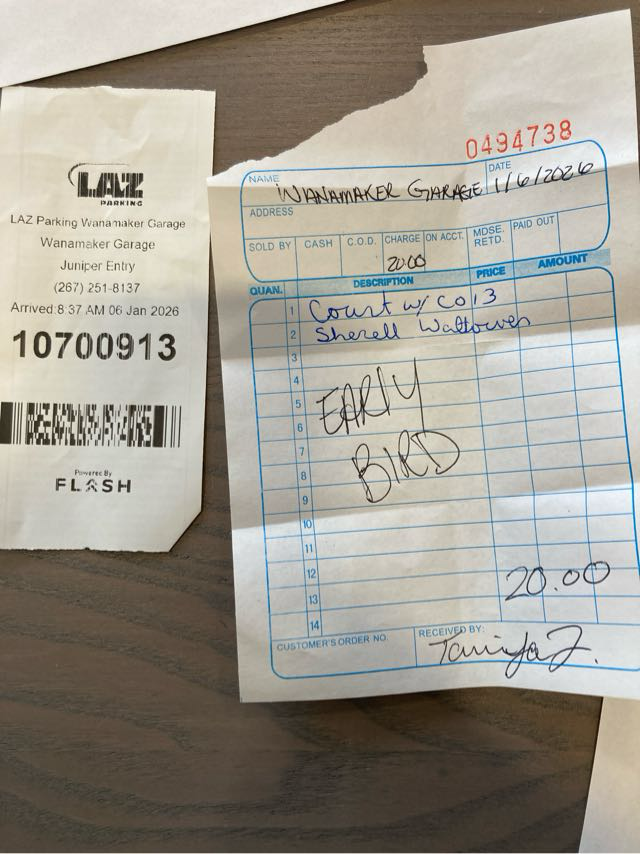 LAZ
PARKING
LAZ Parking Wanamaker Garage
Wanamaker Garage
Juniper Entry
(267) 251-8137
Arrived:8:37 AM 06 Jan 2026
10700913
Powered By
FLASH
0494738
NAME WANAMAKER GARAGE DATE 1/6/2026
ADDRESS
SOLD BY CASH C.O.D. CHARGE ON ACCT. MDSE. RETD. PAID OUT
20.00
QUAN. DESCRIPTION PRICE AMOUNT
1 Court w/ Co 13
2 Sherell
3
4
5 EARLY
6
7
8 BIRD
9
10
11
12 20.00
13
14
CUSTOMER'S ORDER NO. RECEIVED BY: